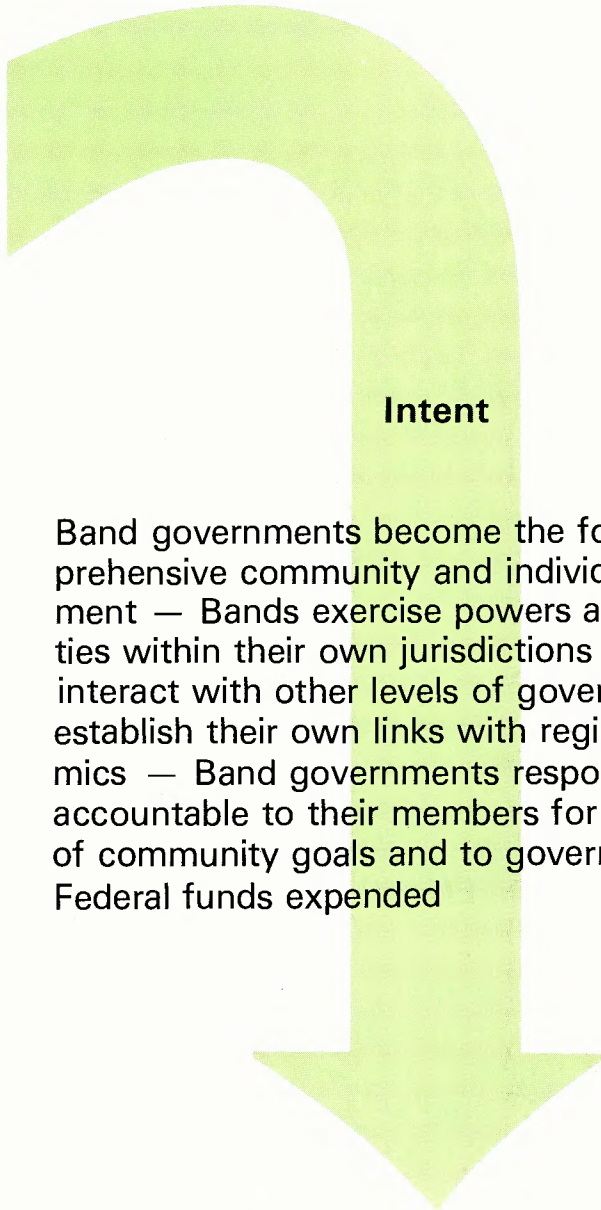 Intent
Band governments become the fo
prehensive community and individ
ment — Bands exercise powers a
ties within their own jurisdictions
interact with other levels of gover
establish their own links with regi
mics — Band governments respo
accountable to their members for
of community goals and to govern
Federal funds expended